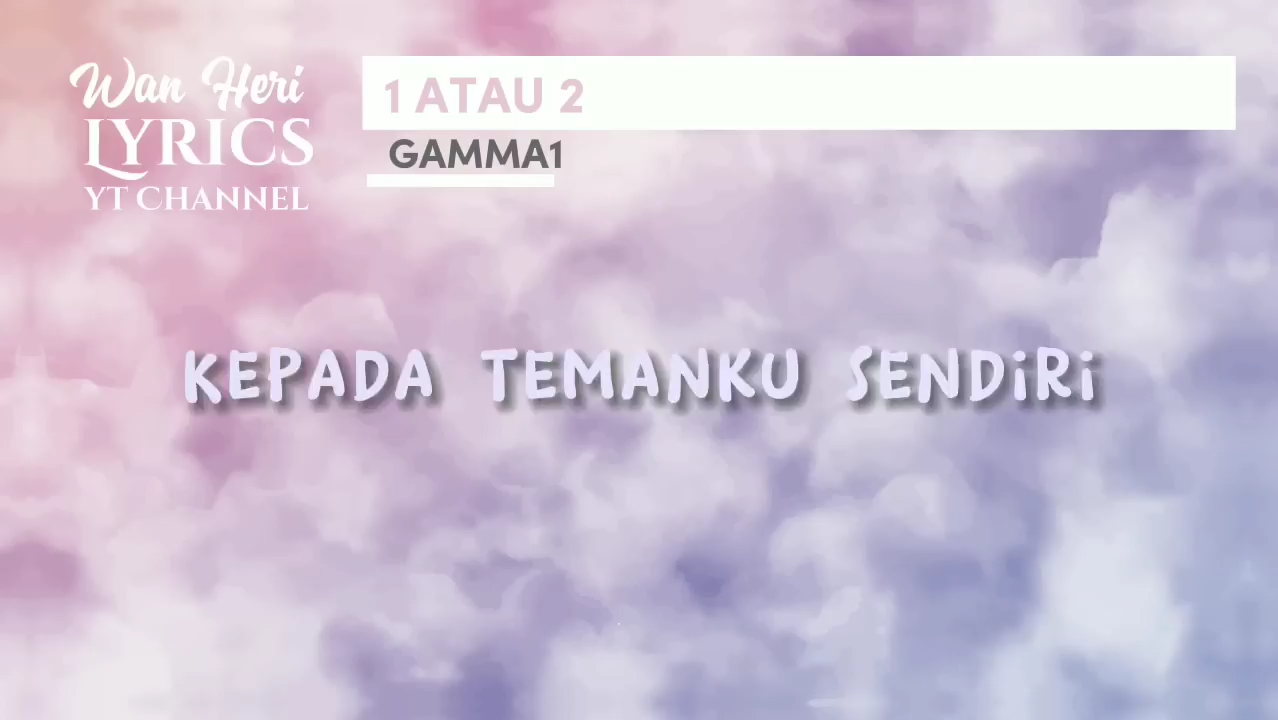 Wan Heri
LYRICS
YT CHANNEL
1 ATAU 2
GAMMA1
KEPADA TEMANKU SENDiRi